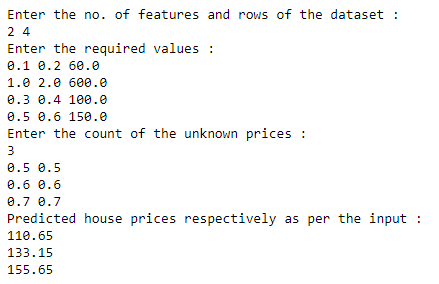 Enter the no. of features and rows of the dataset :
2 4
Enter the required values :
0.1 0.2 60.0
1.0 2.0 600.0
0.3 0.4 100.0
0.5 0.6 150.0
Enter the count of the unknown prices :
3
0.5 0.5
0.6 0.6
0.7 0.7
Predicted house prices respectively as per the input :
110.65
133.15
155.65